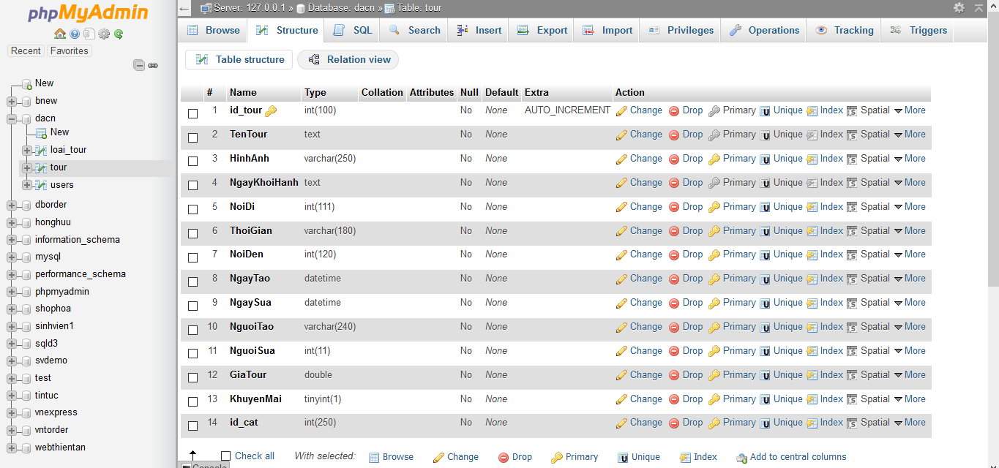 phpMyAdmin
Recent Favorites
New
bnew
dacn
New
loai_tour
tour
users
dborder
honghuu
information_schema
mysql
performance_schema
phpmyadmin
shophoa
sinhvien1
sqld3
svdemo
test
tintuc
vnexpress
vntorder
webthientan
Server: 127.0.0.1 » Database: dacn » Table: tour
Browse Structure SQL Search Insert Export Import Privileges Operations Tracking Triggers
Table structure Relation view
# Name Type Collation Attributes Null Default Extra Action
1 id_tour int(100) No None AUTO_INCREMENT Change Drop Primary Unique Index Spatial More
2 TenTour text No None Change Drop Primary Unique Index Spatial More
3 HinhAnh varchar(250) No None Change Drop Primary Unique Index Spatial More
4 NgayKhoiHanh text No None Change Drop Primary Unique Index Spatial More
5 NoiDi int(111) No None Change Drop Primary Unique Index Spatial More
6 ThoiGian varchar(180) No None Change Drop Primary Unique Index Spatial More
7 NoiDen int(120) No None Change Drop Primary Unique Index Spatial More
8 NgayTao datetime No None Change Drop Primary Unique Index Spatial More
9 NgaySua datetime No None Change Drop Primary Unique Index Spatial More
10 NguoiTao varchar(240) No None Change Drop Primary Unique Index Spatial More
11 NguoiSua int(11) No None Change Drop Primary Unique Index Spatial More
12 GiaTour double No None Change Drop Primary Unique Index Spatial More
13 KhuyenMai tinyint(1) No None Change Drop Primary Unique Index Spatial More
14 id_cat int(250) No None Change Drop Primary Unique Index Spatial More
Check all With selected: Browse Change Drop Primary Unique Index Add to central columns
Console